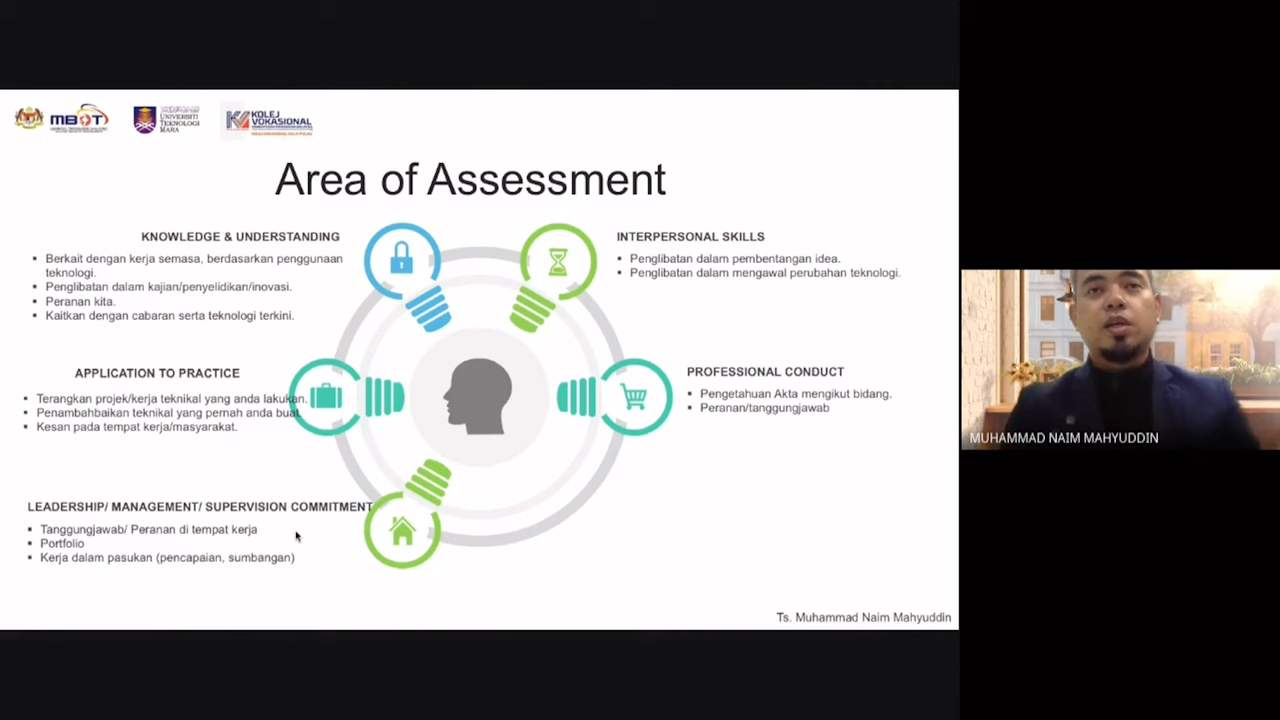 MBOT
UNIVERSITI
TEKNOLOGI
MARA
KOLEJ
VOKASIONAL
Area of Assessment
KNOWLEDGE & UNDERSTANDING
▪ Berkait dengan kerja semasa, berdasarkan penggunaan
teknologi.
▪ Penglibatan dalam kajian/penyelidikan/inovasi.
▪ Peranan kita.
▪ Kaitkan dengan cabaran serta teknologi terkini.
INTERPERSONAL SKILLS
▪ Penglibatan dalam pembentangan idea.
▪ Penglibatan dalam mengawal perubahan teknologi.
APPLICATION TO PRACTICE
▪ Terangkan projek/kerja teknikal yang anda lakukan.
▪ Penambahbaikan teknikal yang pernah anda buat.
▪ Kesan pada tempat kerja/masyarakat.
PROFESSIONAL CONDUCT
▪ Pengetahuan Akta mengikut bidang.
▪ Peranan/tanggungjawab
LEADERSHIP/ MANAGEMENT/ SUPERVISION COMMITMENT
▪ Tanggungjawab/ Peranan di tempat kerja
▪ Portfolio
▪ Kerja dalam pasukan (pencapaian, sumbangan)
Ts. Muhammad Naim Mahyuddin
MUHAMMAD NAIM MAHYUDDIN